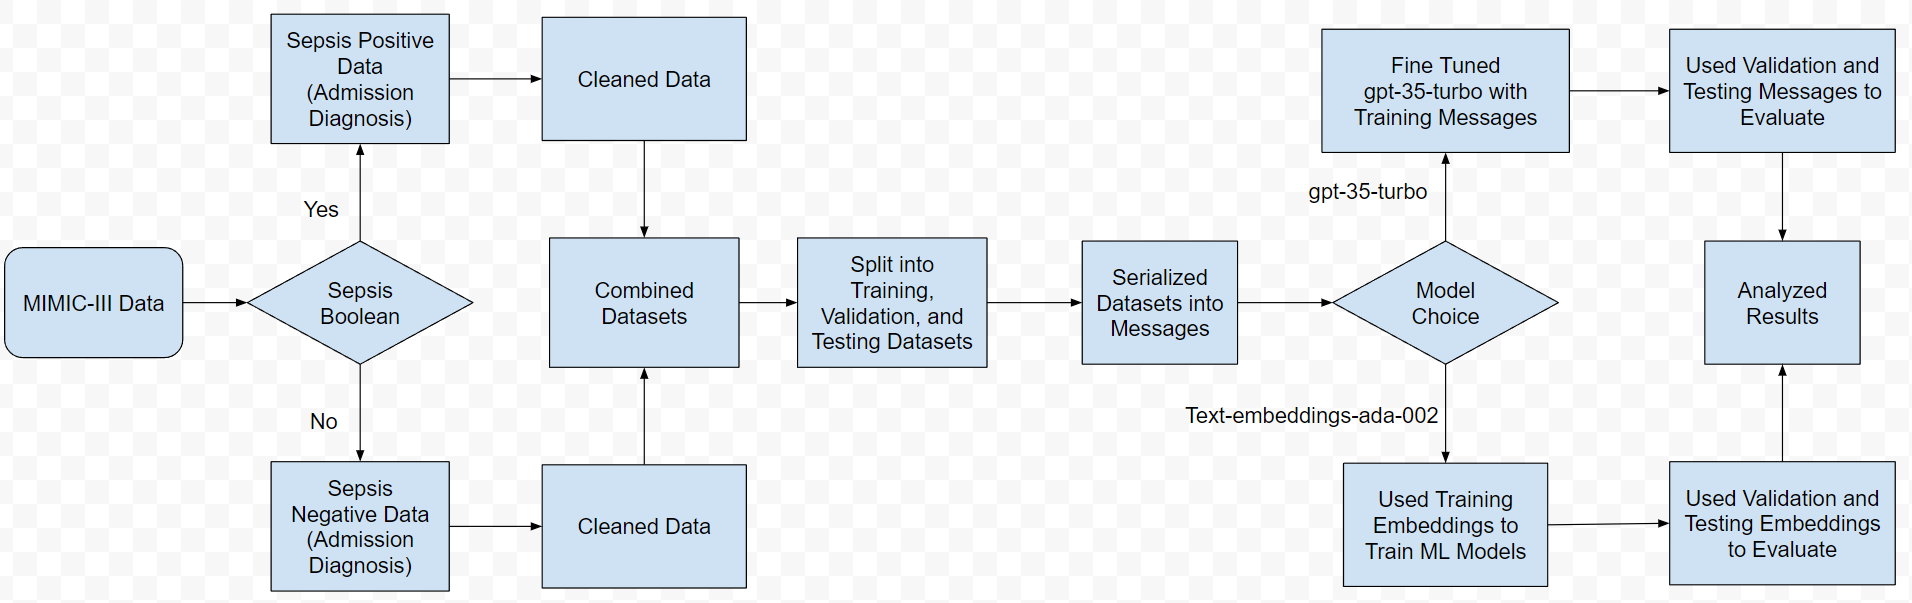 MIMIC-III Data
Sepsis
Boolean
Yes
Sepsis Positive
Data
(Admission
Diagnosis)
Cleaned Data
No
Sepsis
Negative Data
(Admission
Diagnosis)
Cleaned Data
Combined
Datasets
Split into
Training,
Validation, and
Testing Datasets
Serialized
Datasets into
Messages
Model
Choice
gpt-35-turbo
Fine Tuned
gpt-35-turbo with
Training Messages
Used Validation and
Testing Messages to
Evaluate
Text-embeddings-ada-002
Used Training
Embeddings to
Train ML Models
Used Validation and
Testing Embeddings
to Evaluate
Analyzed
Results